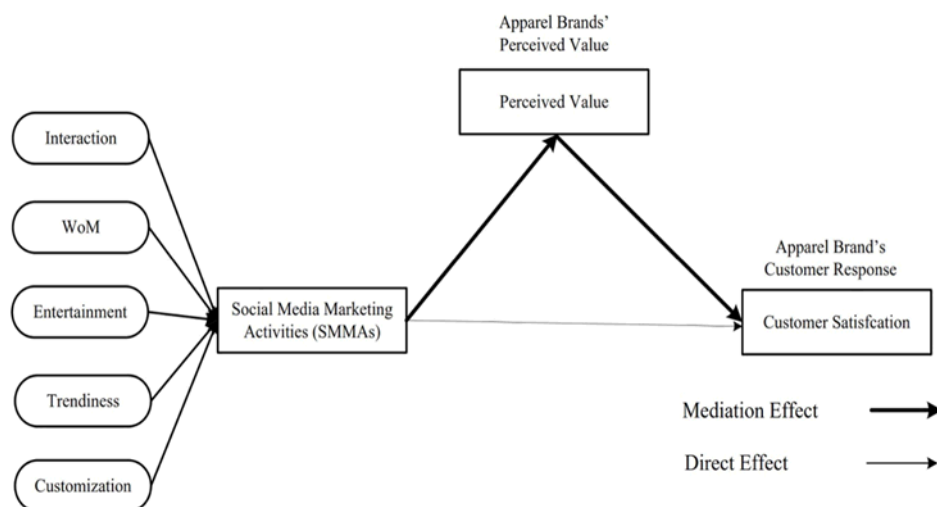 Apparel Brands'
Perceived Value
Perceived Value
Interaction
WoM
Entertainment
Trendiness
Customization
Social Media Marketing
Activities (SMMAs)
Apparel Brand's
Customer Response
Customer Satisfcation
Mediation Effect
Direct Effect